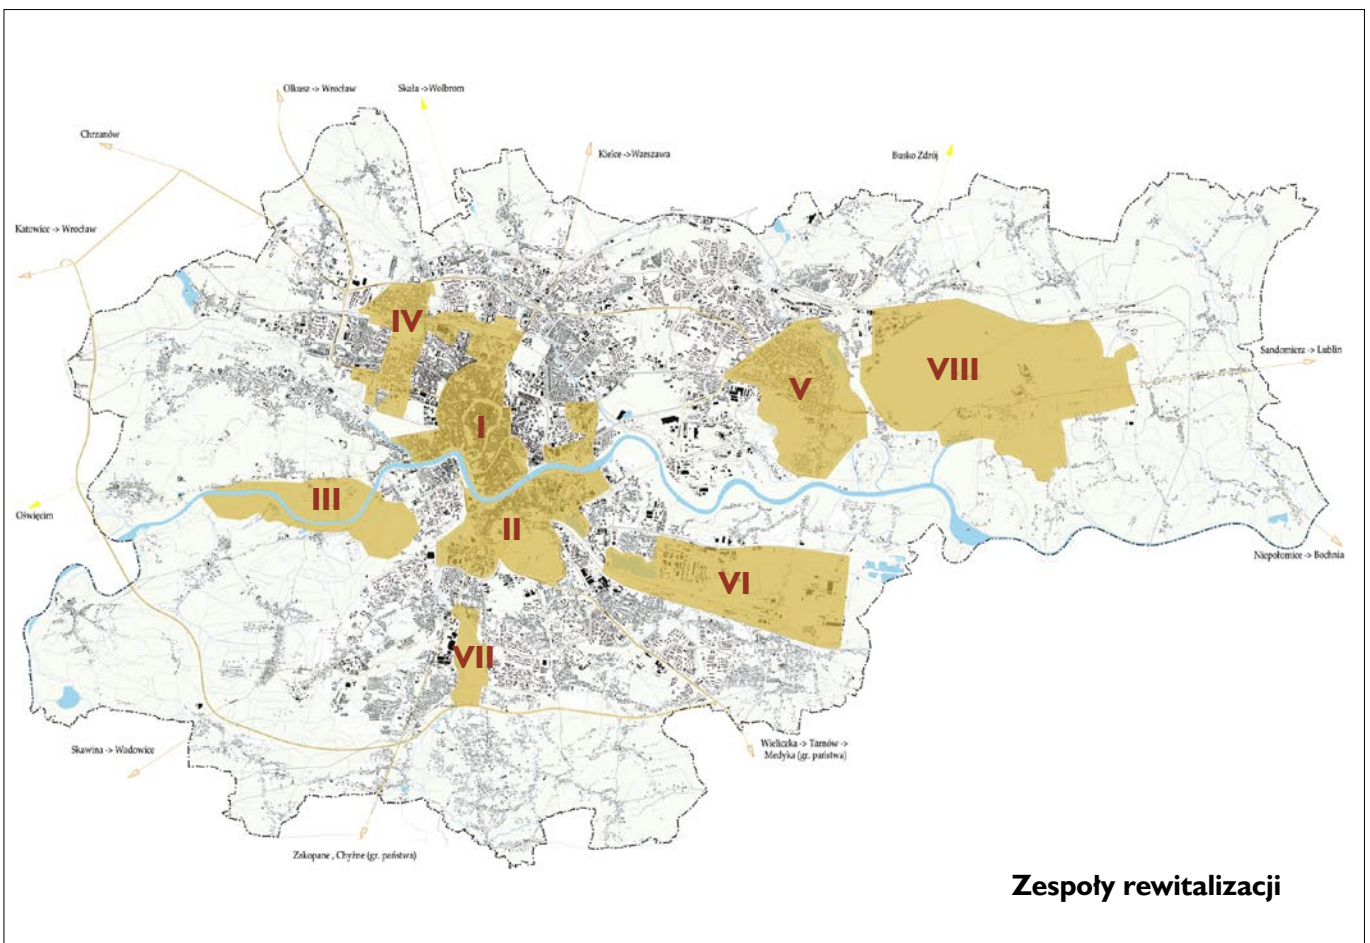 Olkusz -> Wrocław
Skała ->Wolbrom
Chrzanów
Kielce ->Warszawa
Busko Zdrój
Katowice -> Wrocław
IV
Sandomierz -> Lublin
VIII
V
I
III
Oświęcim
II
Niepołomice -> Bochnia
VI
VII
Skawina -> Wadowice
Wieliczka -> Tarnów ->
Medyka (gr. państwa)
Zakopane , Chyżne (gr. państwa)
Zespoły rewitalizacji